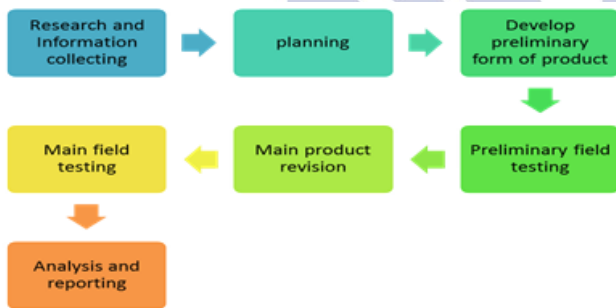 Research and
Information
collecting
planning
Develop
preliminary
form of product
Preliminary field
testing
Main product
revision
Main field
testing
Analysis and
reporting